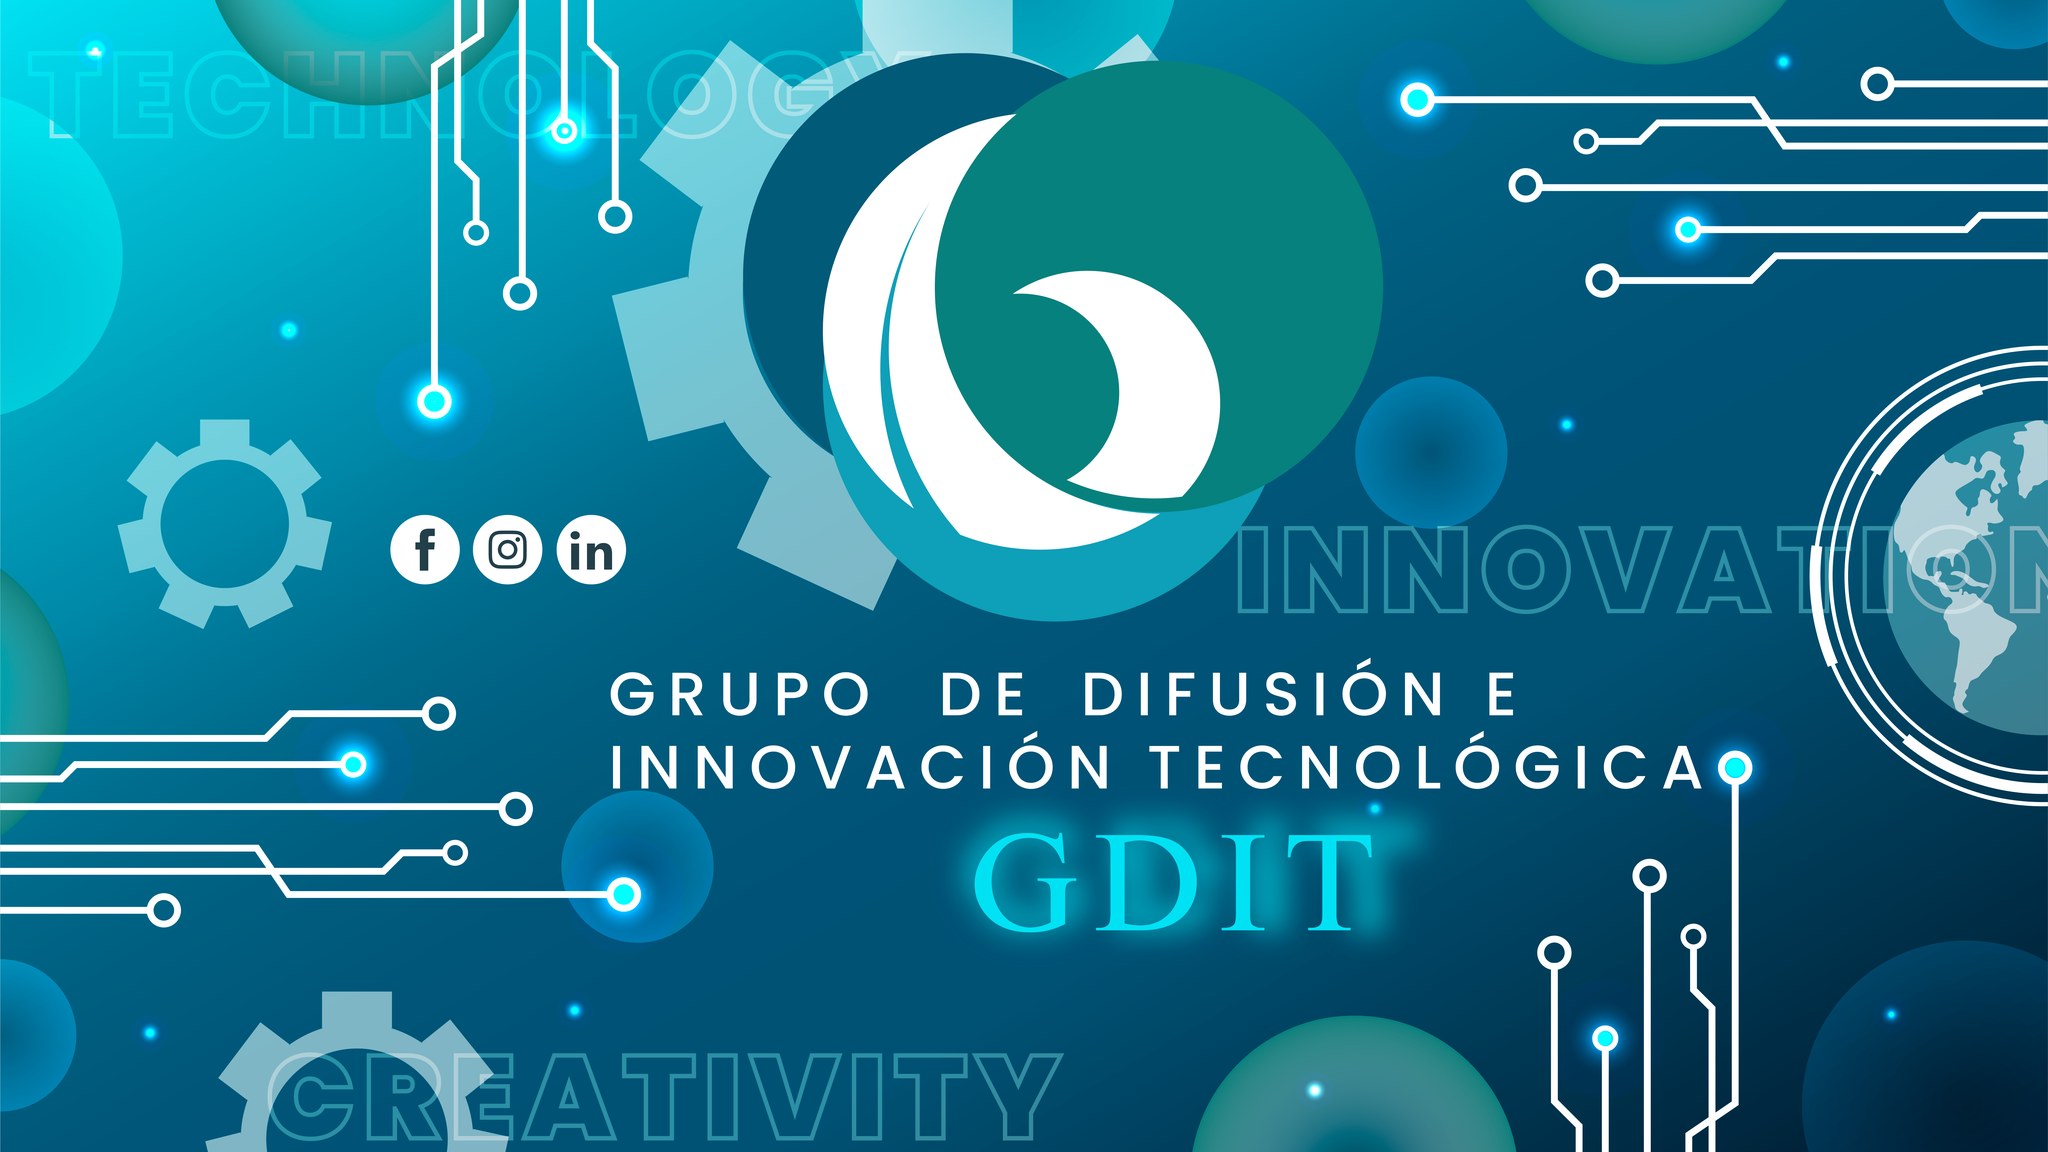 TECHNOLOGY
INNOVATION
GRUPO DE DIFUSIÓN E
INNOVACIÓN TECNOLÓGICA
GDIT
CREATIVITY